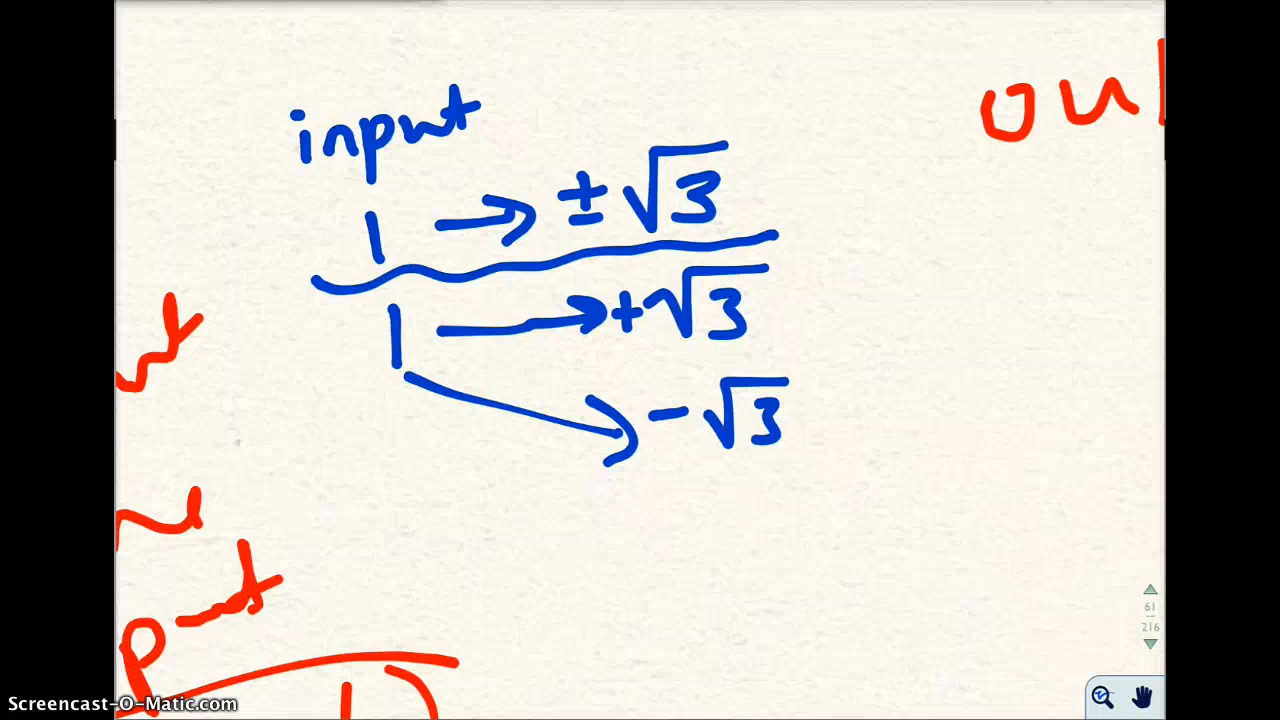 input
1 → ± √3
1 → + √3
→ - √3
61
216
Screencast-O-Matic.com